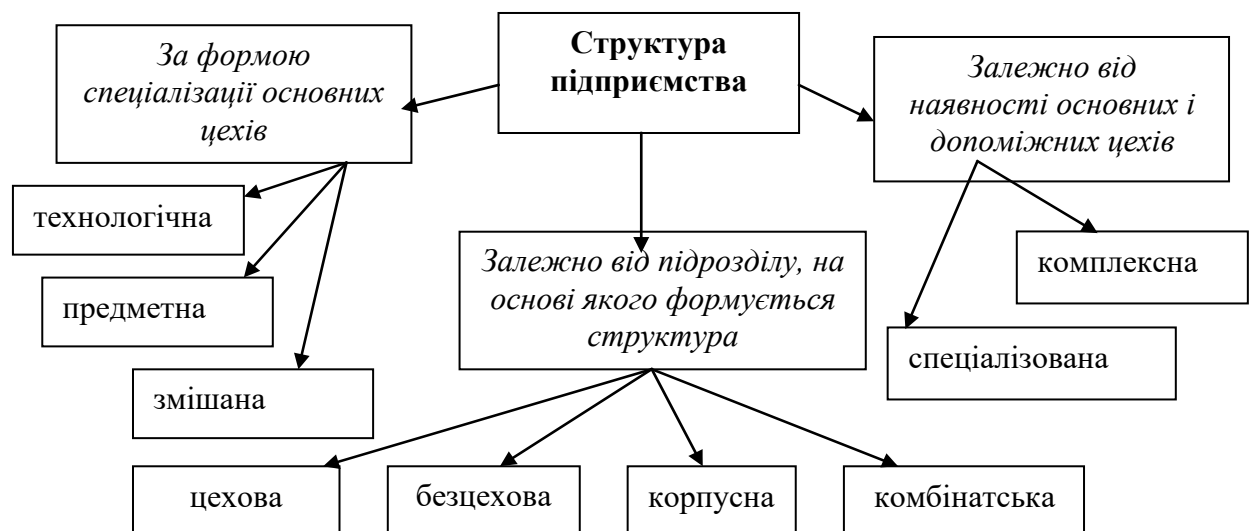 Структура
підприємства
За формою
спеціалізації основних
цехів
технологічна
предметна
змішана
Залежно від підрозділу, на
основі якого формується
структура
цехова
безцехова
корпусна
комбінатська
Залежно від
наявності основних і
допоміжних цехів
комплексна
спеціалізована